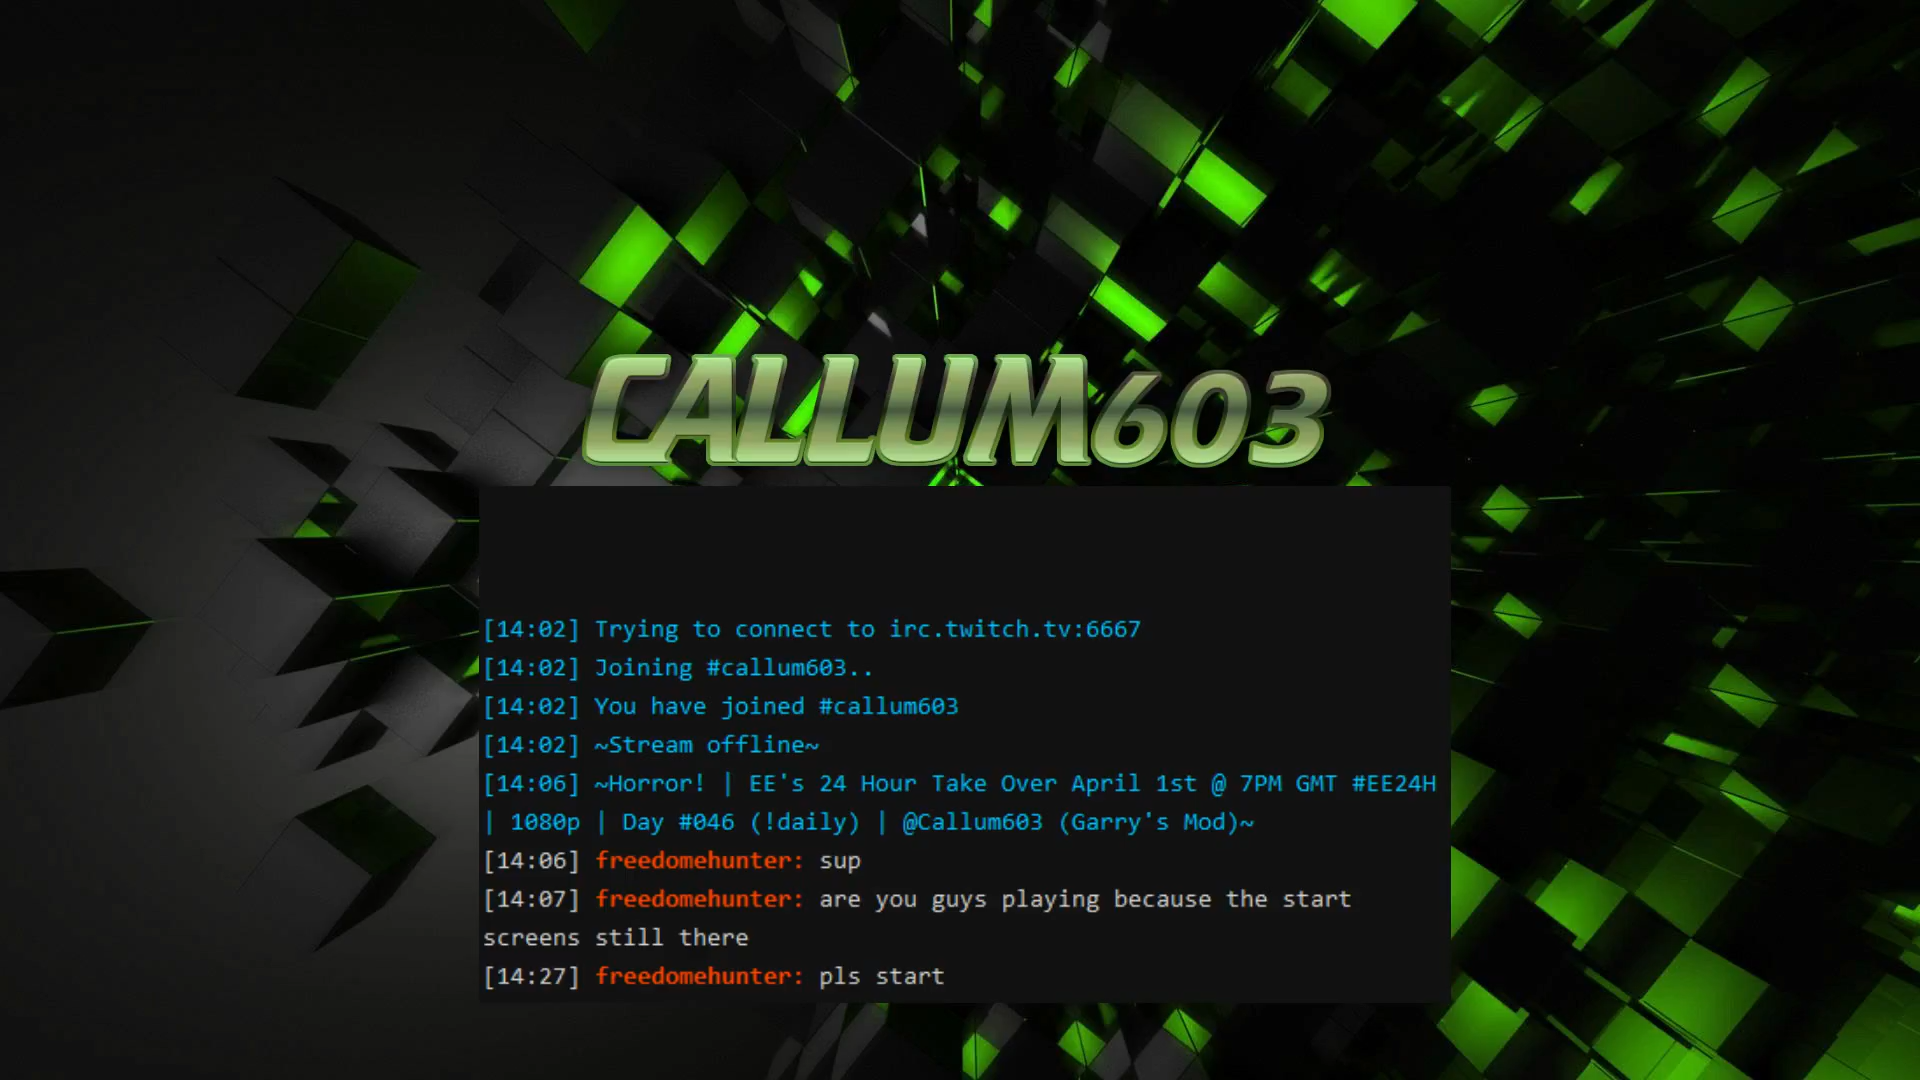 CALLUM603
[14:02] Trying to connect to irc.twitch.tv:6667
[14:02] Joining #callum603..
[14:02] You have joined #callum603
[14:02] ~Stream offline~
[14:06] ~Horror! | EE's 24 Hour Take Over April 1st @ 7PM GMT #EE24H
| 1080p | Day #046 (!daily) | @Callum603 (Garry's Mod)~
[14:06] freedomehunter: sup
[14:07] freedomehunter: are you guys playing because the start
screens still there
[14:27] freedomehunter: pls start